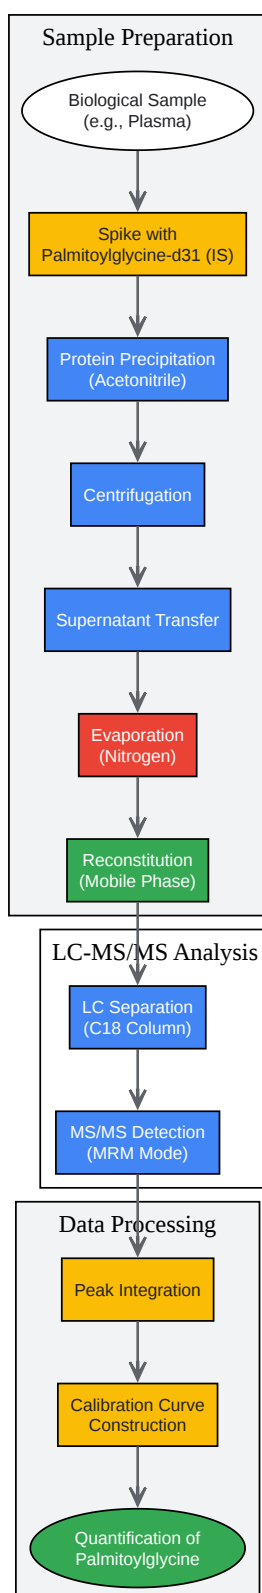 Sample Preparation
Biological Sample
(e.g., Plasma)
Spike with
Palmitoylglycine-d31 (IS)
Protein Precipitation
(Acetonitrile)
Centrifugation
Supernatant Transfer
Evaporation
(Nitrogen)
Reconstitution
(Mobile Phase)
LC-MS/MS Analysis
LC Separation
(C18 Column)
MS/MS Detection
(MRM Mode)
Data Processing
Peak Integration
Calibration Curve
Construction
Quantification of
Palmitoylglycine